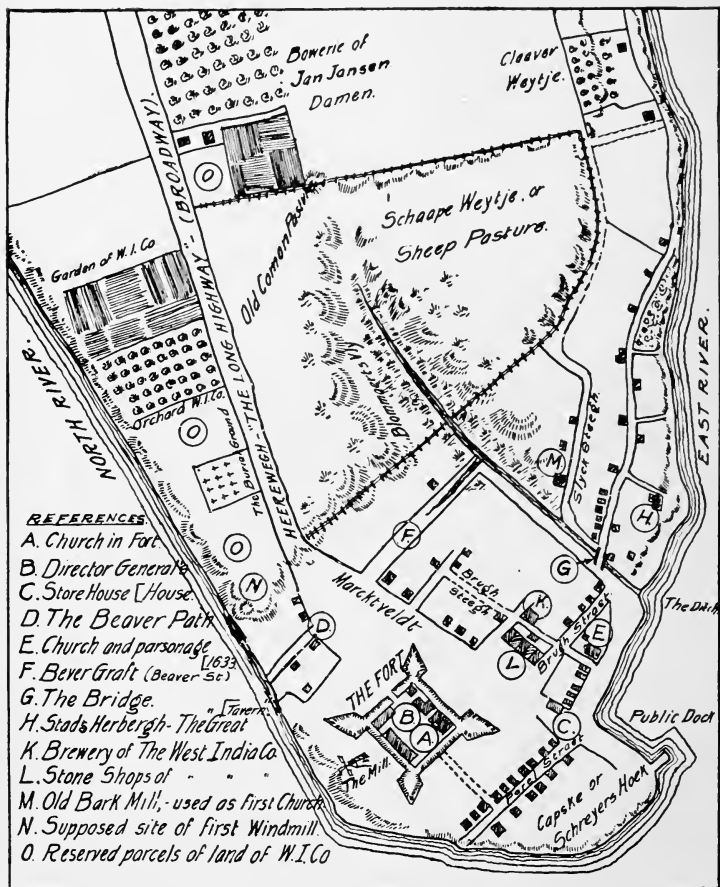 Bowerie of
Jan Jansen
Damen.
Claaver
Weytje.
O
Schaape Weytje. or
Sheep Pasture.
Old Comon Pasture
Garden of W.I.Co
HEEREWEGH-"THE LONG HIGHWAY"-(BROADWAY).
NORTH RIVER.
EAST RIVER.
Orchard W.I.Co.
O
The Burial Ground
O
N
Slyck Steegh.
M
H.
F
G
Marcktveldt
Brugh
Steegh
K.
Brugh Street.
E
L
The Ditch
D
THE FORT
B
A
C
Public Dock
The Mill.
Parel Street
Capske or
Schreyers Hoek
REFERENCES.
A. Church in Fort.
B. Director General's
C. Store House [House.
D. The Beaver Path
E. Church and parsonage
[1633
F. Bever Graft (Beaver St)
G. The Bridge.
" [Tavern.
H. Stads Herbergh - The Great
K. Brewery of The West India Co.
L. Stone Shops of " " "
M. Old Bark Mill, - used as first Church.
N. Supposed site of first Windmill.
O. Reserved parcels of land of W.I.Co